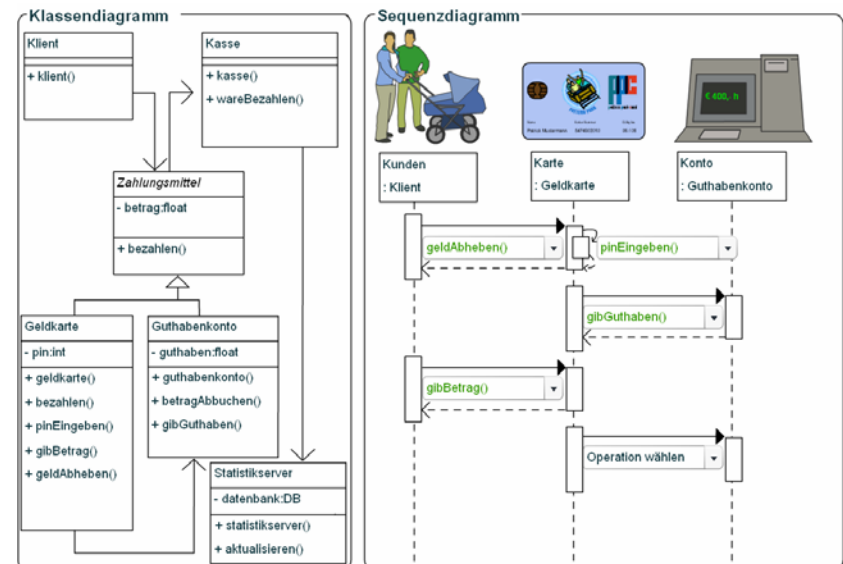 Klassendiagramm
Klient
+ klient()
Kasse
+ kasse()
+ wareBezahlen()
Zahlungsmittel
- betrag:float
+ bezahlen()
Geldkarte
- pin:int
+ geldkarte()
+ bezahlen()
+ pinEingeben()
+ gibBetrag()
+ geldAbheben()
Guthabenkonto
- guthaben:float
+ guthabenkonto()
+ betragAbbuchen()
+ gibGuthaben()
Statistikserver
- datenbank:DB
+ statistikserver()
+ aktualisieren()
Sequenzdiagramm
€ 400,- h
Kunden
: Klient
Karte
: Geldkarte
Konto
: Guthabenkonto
geldAbheben()
pinEingeben()
gibGuthaben()
gibBetrag()
Operation wählen